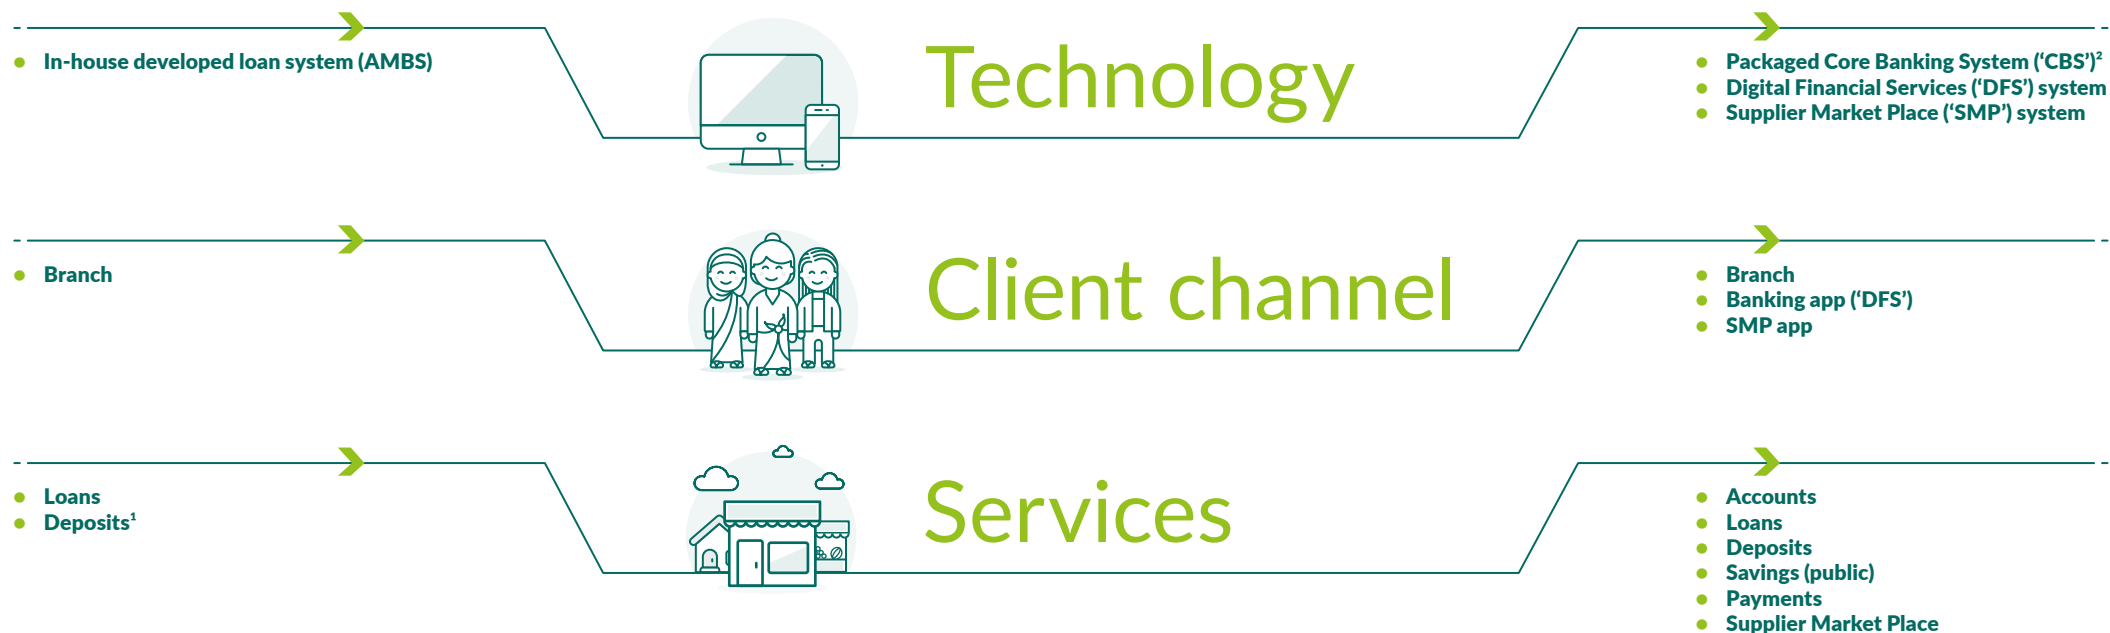 Technology
In-house developed loan system (AMBS)
Packaged Core Banking System (‘CBS’)²
Digital Financial Services (‘DFS’) system
Supplier Market Place (‘SMP’) system
Client channel
Branch
Branch
Banking app (‘DFS’)
SMP app
Services
Loans
Deposits¹
Accounts
Loans
Deposits
Savings (public)
Payments
Supplier Market Place